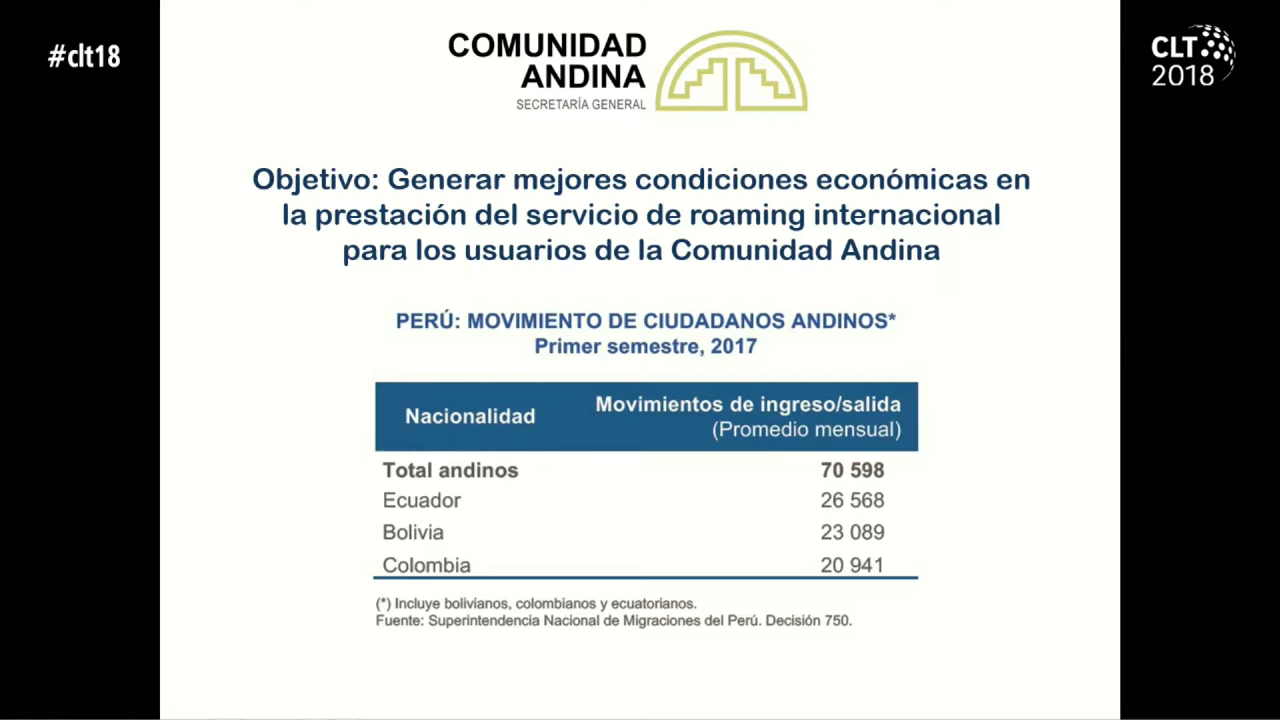 #clt18
COMUNIDAD
ANDINA
SECRETARÍA GENERAL
CLT
2018
Objetivo: Generar mejores condiciones económicas en
la prestación del servicio de roaming internacional
para los usuarios de la Comunidad Andina
PERÚ: MOVIMIENTO DE CIUDADANOS ANDINOS*
Primer semestre, 2017
Nacionalidad
Movimientos de ingreso/salida
(Promedio mensual)
Total andinos 70 598
Ecuador 26 568
Bolivia 23 089
Colombia 20 941
(*) Incluye bolivianos, colombianos y ecuatorianos.
Fuente: Superintendencia Nacional de Migraciones del Perú. Decisión 750.